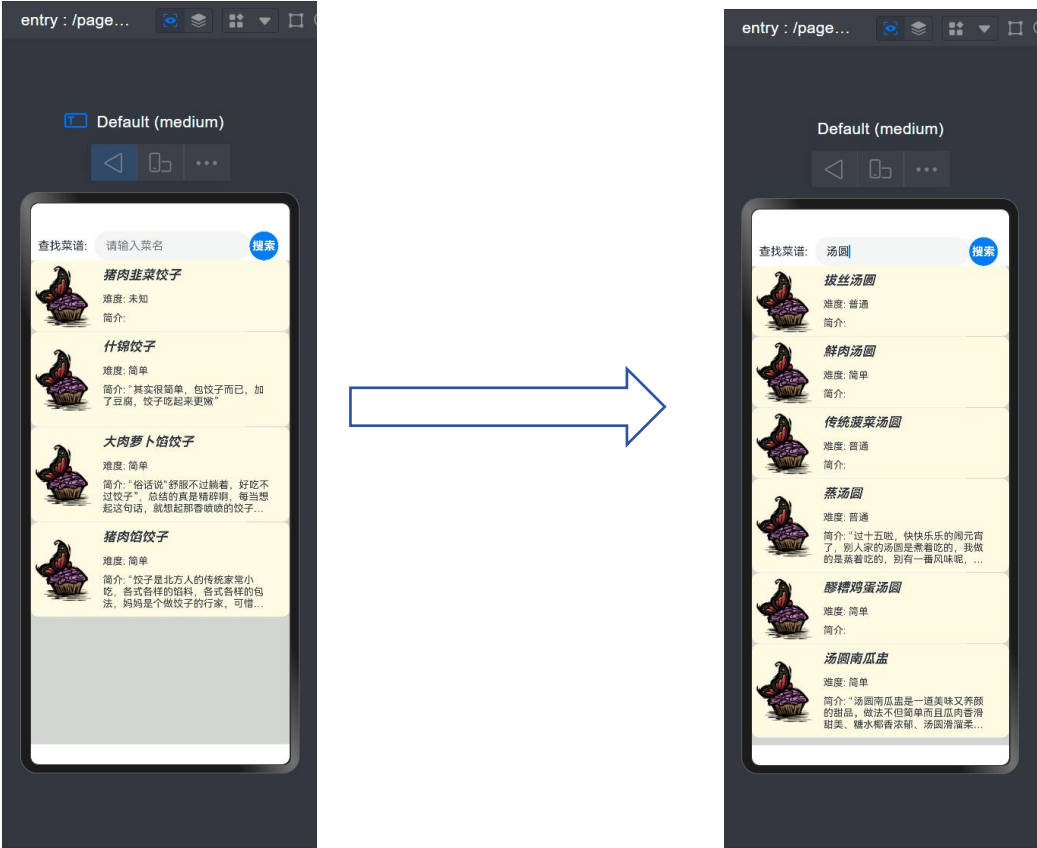 entry : /page...
Default (medium)
查找菜谱:
请输入菜名
搜索
猪肉韭菜饺子
难度: 未知
简介:
什锦饺子
难度: 简单
简介: "其实很简单，包饺子而已，加
了豆腐，饺子吃起来更嫩"
大肉萝卜馅饺子
难度: 简单
简介: "俗话说"舒服不过躺着，好吃不
过饺子"，总结的真是精辟啊，每当想
起这句话，就想起那香喷喷的饺子...
猪肉馅饺子
难度: 简单
简介: "饺子是北方人的传统家常小
吃，各式各样的馅料，各式各样的包
法，妈妈是个做饺子的行家，可惜...
entry : /page...
Default (medium)
查找菜谱:
汤圆
搜索
拔丝汤圆
难度: 普通
简介:
鲜肉汤圆
难度: 简单
简介:
传统菠菜汤圆
难度: 普通
简介:
蒸汤圆
难度: 普通
简介: "过十五啦，快快乐乐的闹元宵
了，别人家的汤圆是煮着吃的，我做
的是蒸着吃的，别有一番风味呢，...
醪糟鸡蛋汤圆
难度: 简单
简介:
汤圆南瓜盅
难度: 简单
简介: "汤圆南瓜盅是一道美味又养颜
的甜品，做法不但简单而且瓜肉香滑
甜美、糖水椰香浓郁、汤圆滑溜柔...